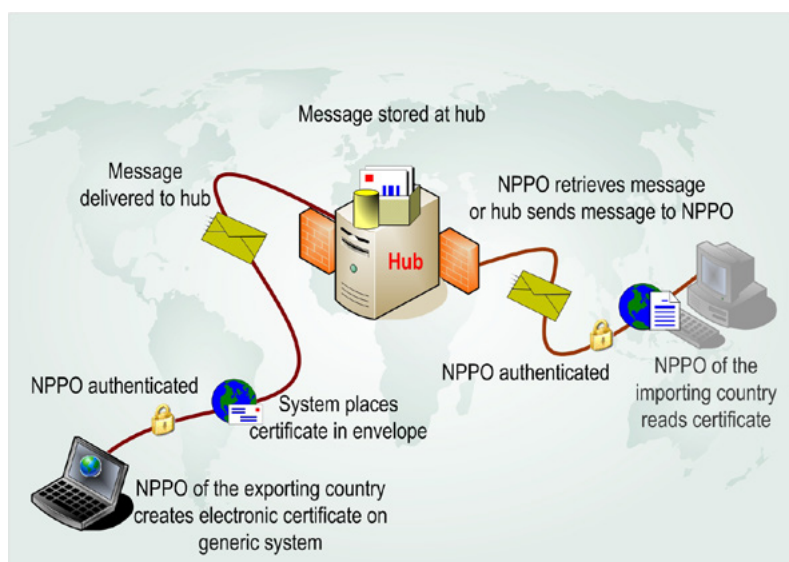 Message stored at hub
Message
delivered to hub
NPPO retrieves message
or hub sends message to NPPO
Hub
NPPO authenticated
System places
certificate in envelope
NPPO authenticated
NPPO of the
importing country
reads certificate
NPPO of the exporting country
creates electronic certificate on
generic system